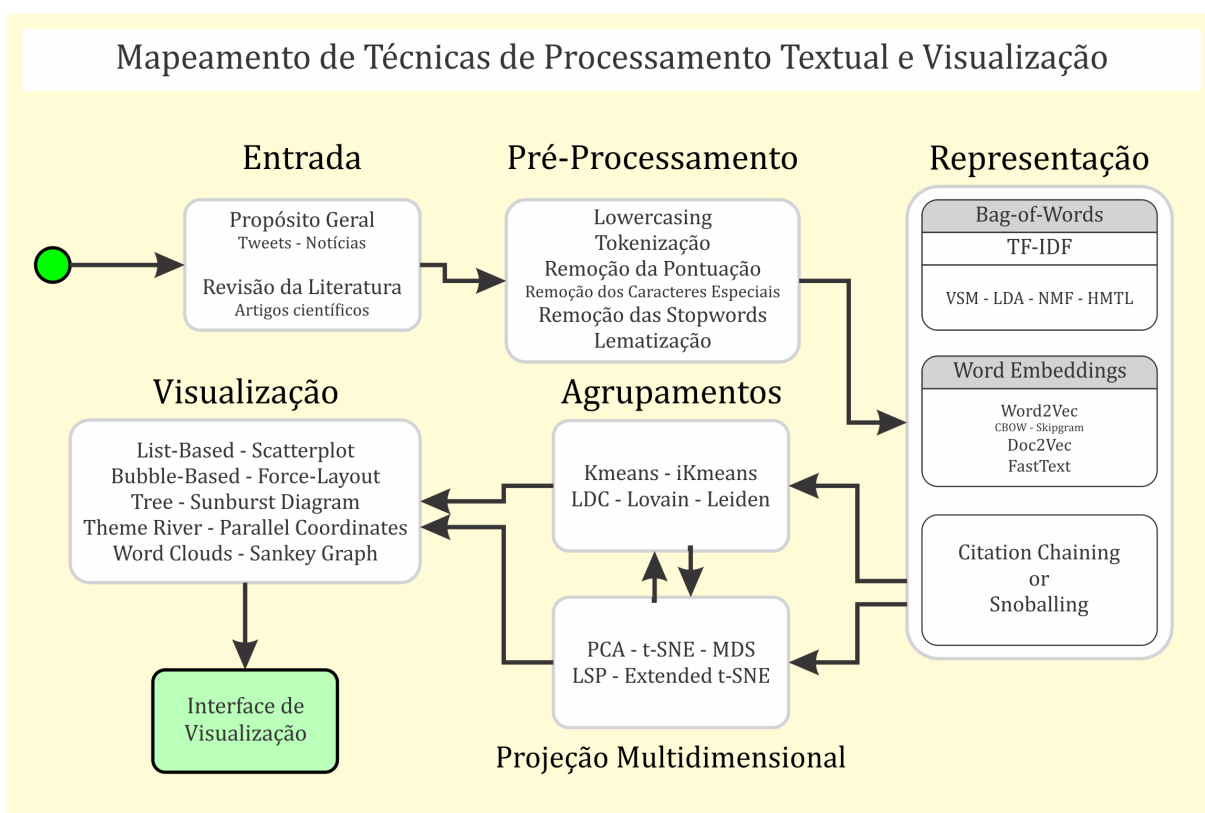 Mapeamento de Técnicas de Processamento Textual e Visualização
Entrada
Propósito Geral
Tweets - Notícias
Revisão da Literatura
Artigos científicos
Pré-Processamento
Lowercasing
Tokenização
Remoção da Pontuação
Remoção dos Caracteres Especiais
Remoção das Stopwords
Lematização
Representação
Bag-of-Words
TF-IDF
VSM - LDA - NMF - HMTL
Word Embeddings
Word2Vec
CBOW - Skipgram
Doc2Vec
FastText
Citation Chaining
or
Snoballing
Agrupamentos
Kmeans - iKmeans
LDC - Lovain - Leiden
PCA - t-SNE - MDS
LSP - Extended t-SNE
Projeção Multidimensional
Visualização
List-Based - Scatterplot
Bubble-Based - Force-Layout
Tree - Sunburst Diagram
Theme River - Parallel Coordinates
Word Clouds - Sankey Graph
Interface de
Visualização